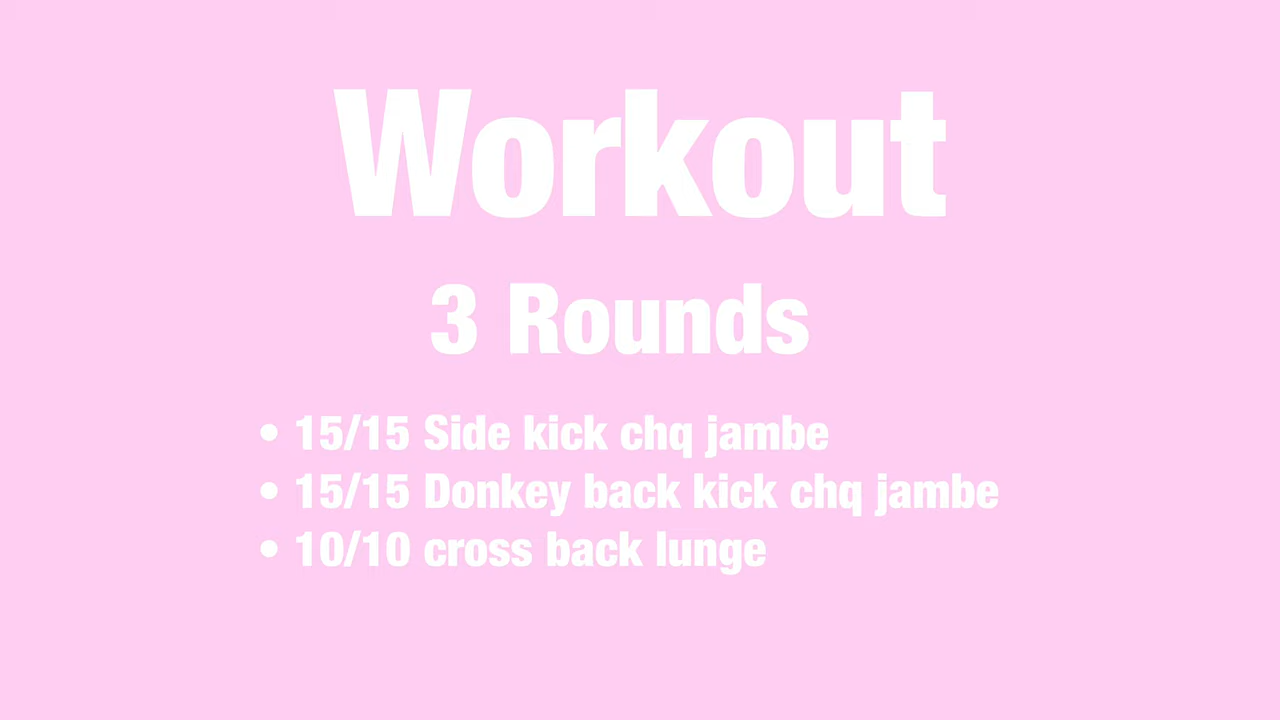 Workout
3 Rounds
• 15/15 Side kick chq jambe
• 15/15 Donkey back kick chq jambe
• 10/10 cross back lunge